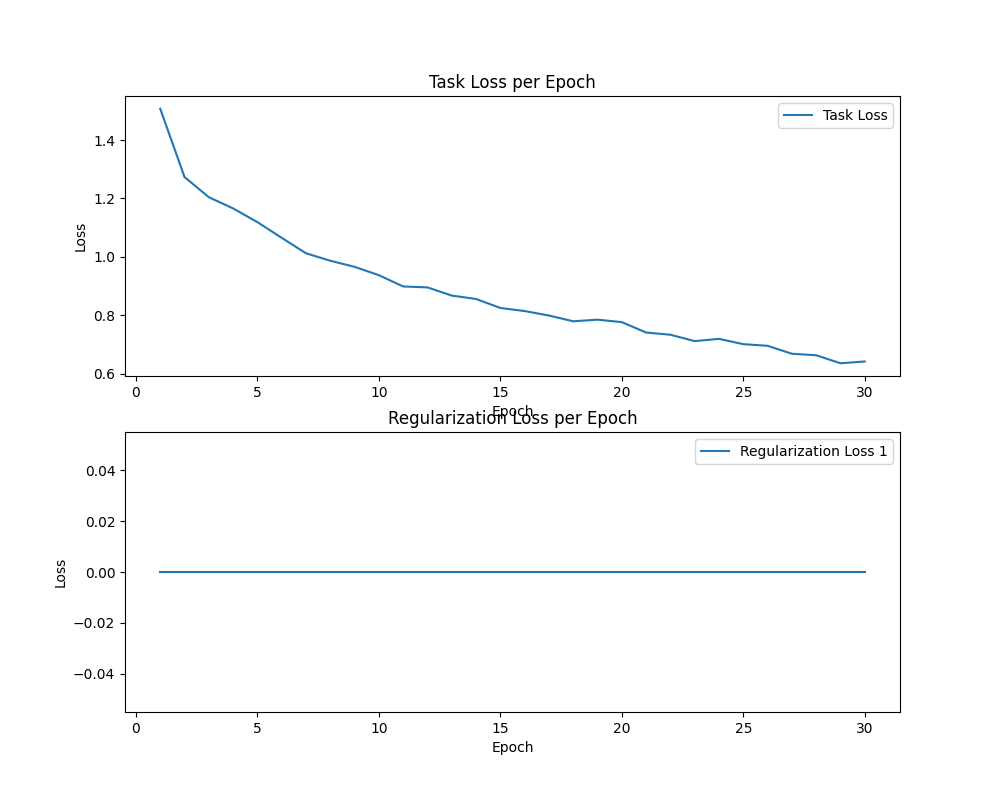 Task Loss per Epoch
Task Loss
Loss
1.4
1.2
1.0
0.8
0.6
0 5 10 15 20 25 30
Epoch
Regularization Loss per Epoch
Regularization Loss 1
Loss
0.04
0.02
0.00
−0.02
−0.04
0 5 10 15 20 25 30
Epoch